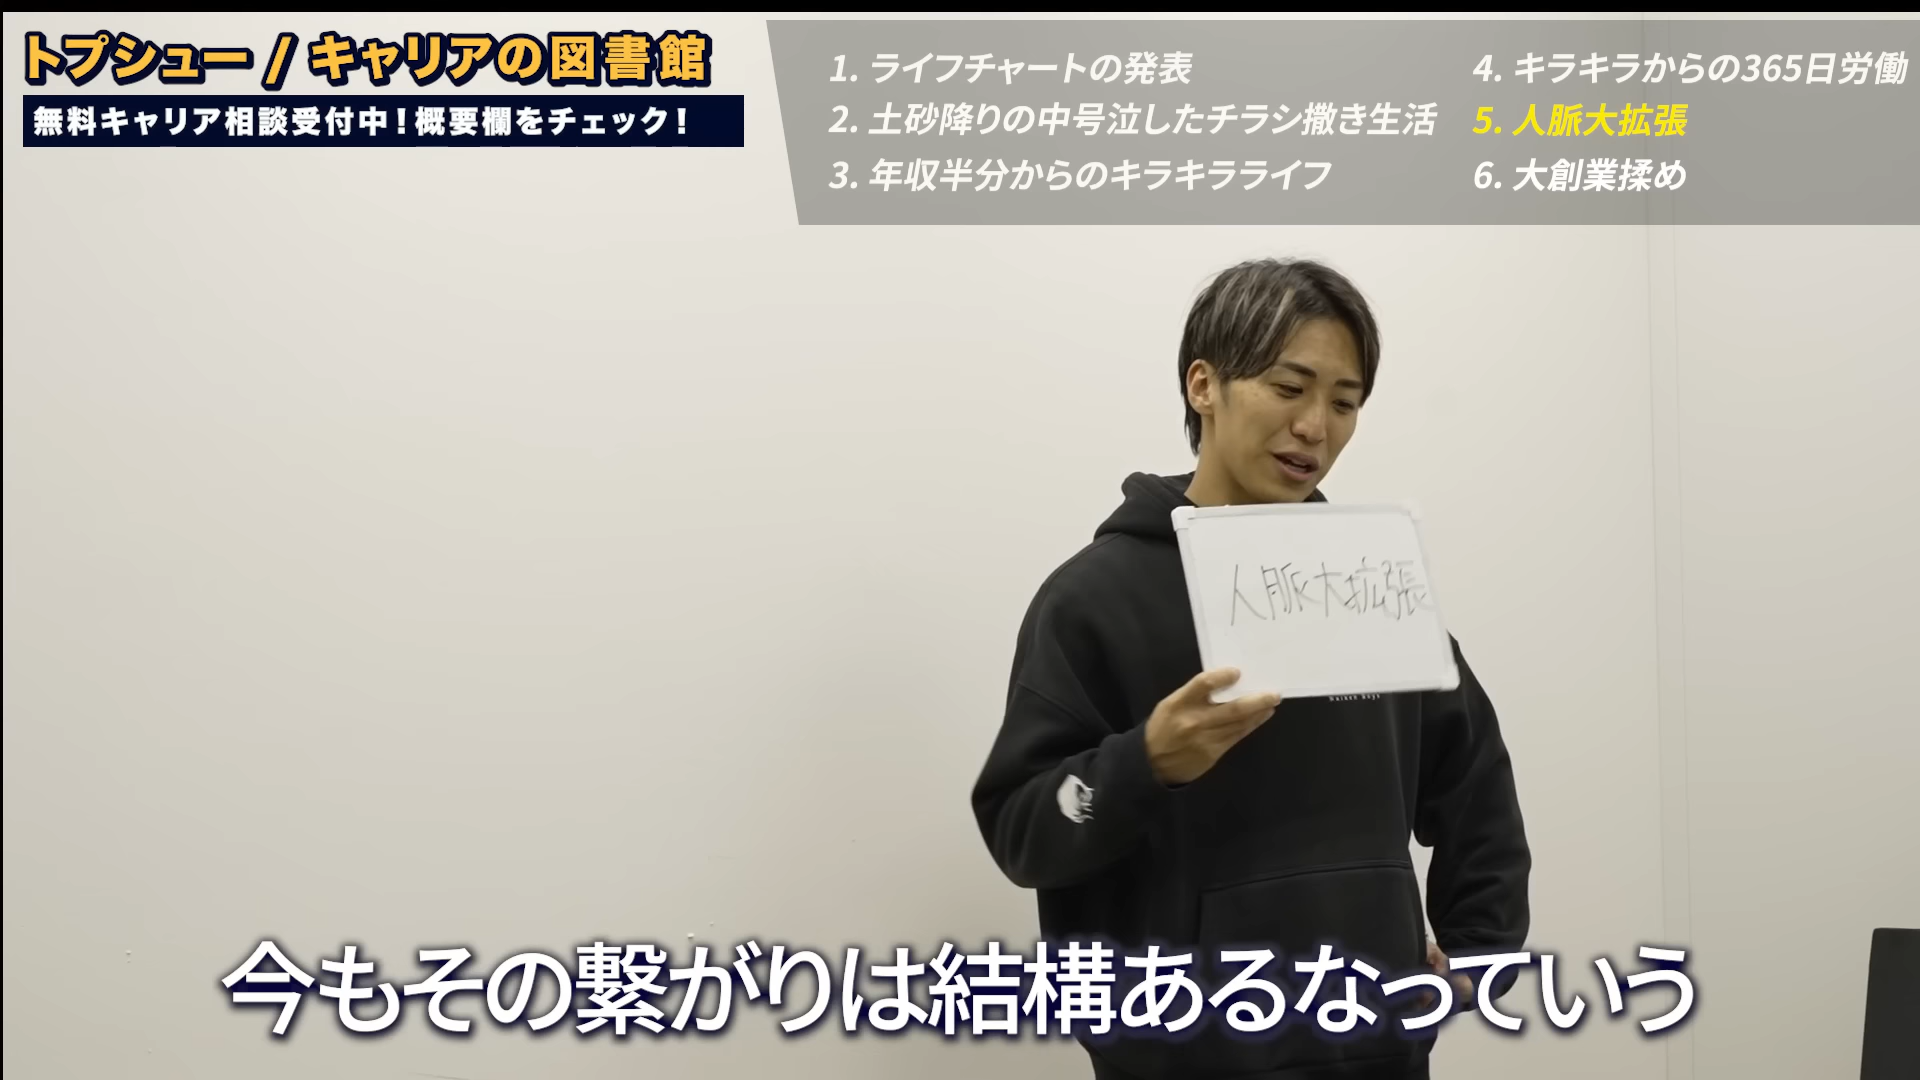 トプシュー / キャリアの図書館
無料キャリア相談受付中！概要欄をチェック！
1. ライフチャートの発表
2. 土砂降りの中号泣したチラシ撒き生活
3. 年収半分からのキラキラライフ
4. キラキラからの365日労働
5. 人脈大拡張
6. 大創業揉め
人脈大拡張
今もその繋がりは結構あるなっていう